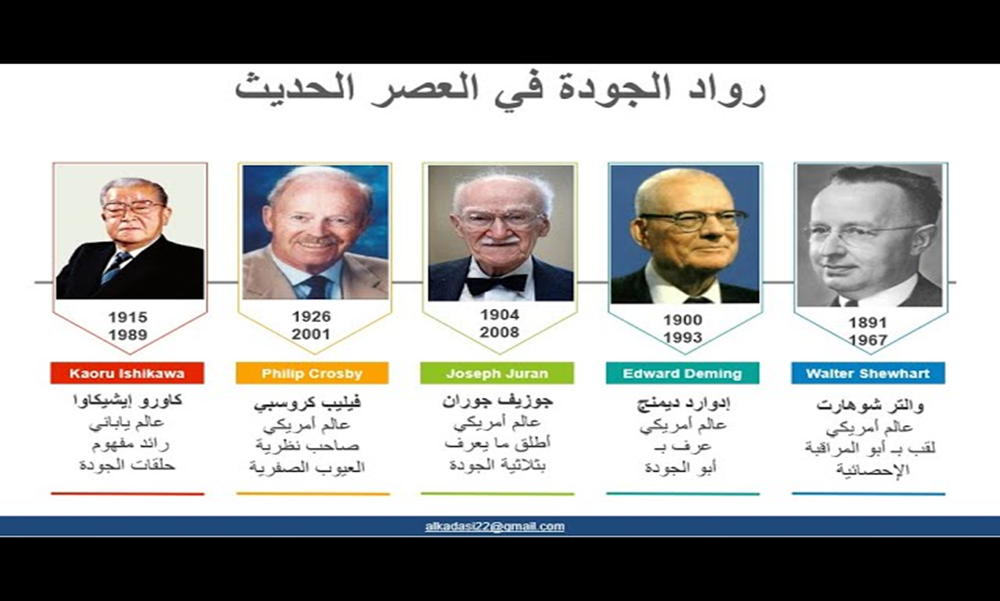 رواد الجودة في العصر الحديث
1891
1967
Walter Shewhart
والتر شوهارت
عالم أمريكي
لقب بـ أبو المراقبة
الإحصائية
1900
1993
Edward Deming
إدوارد ديمنج
عالم أمريكي
عرف بـ
أبو الجودة
1904
2008
Joseph Juran
جوزيف جوران
عالم أمريكي
أطلق ما يعرف
بثلاثية الجودة
1926
2001
Philip Crosby
فيليب كروسبي
عالم أمريكي
صاحب نظرية
العيوب الصفرية
1915
1989
Kaoru Ishikawa
كاورو إيشيكاوا
عالم ياباني
رائد مفهوم
حلقات الجودة
alkadasi22@gmail.com